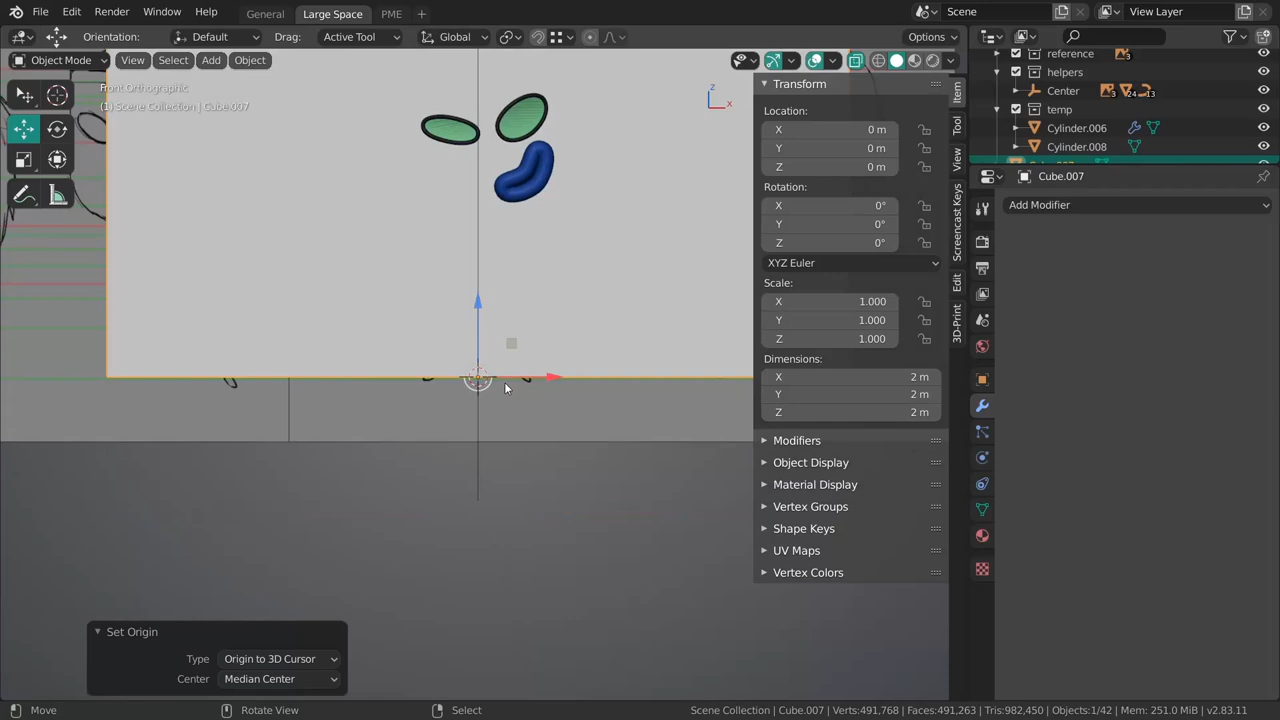 File Edit Render Window Help General Large Space PME Scene View Layer
Orientation: Default Drag: Active Tool Global Options
Object Mode View Select Add Object
Front Orthographic
(1) Scene Collection | Cube.007
Z
X
Transform
Location:
X 0 m
Y 0 m
Z 0 m
Rotation:
X 0°
Y 0°
Z 0°
XYZ Euler
Scale:
X 1.000
Y 1.000
Z 1.000
Dimensions:
X 2 m
Y 2 m
Z 2 m
Modifiers
Object Display
Material Display
Vertex Groups
Shape Keys
UV Maps
Vertex Colors
Item
Tool
View
Screencast Keys
Edit
3D-Print
reference 3
helpers
Center 3 24 13
temp
Cylinder.006
Cylinder.008
Cube.007
Add Modifier
Set Origin
Type Origin to 3D Cursor
Center Median Center
Move Rotate View Select Scene Collection | Cube.007 | Verts:491,768 | Faces:491,263 | Tris:982,450 | Objects:1/42 | Mem: 251.0 MiB | v2.83.11